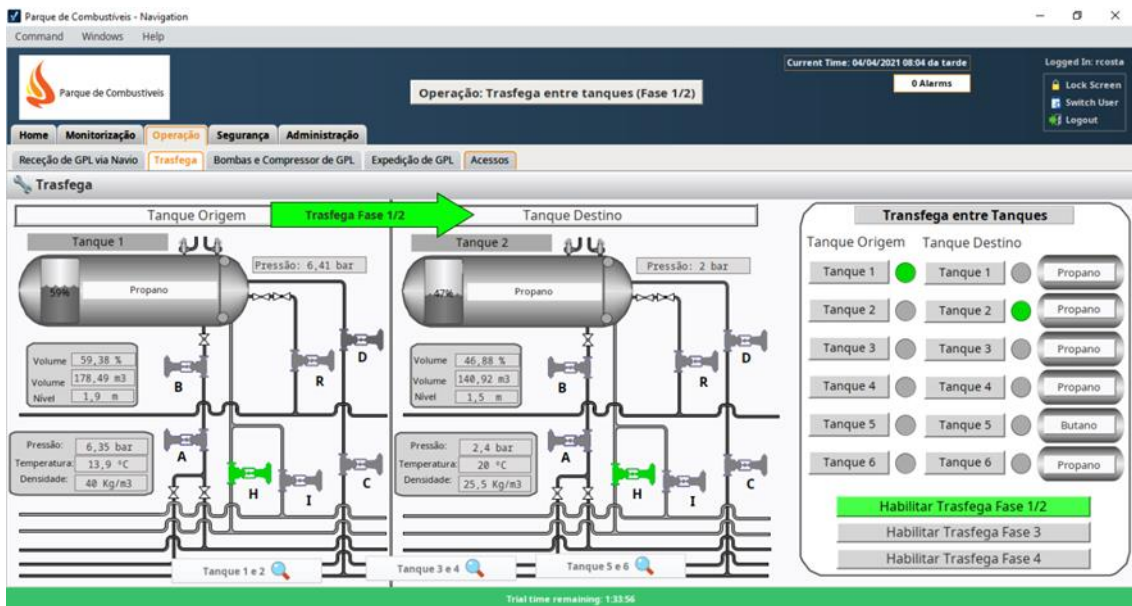 Parque de Combustíveis - Navigation
Command Windows Help
Parque de Combustíveis
Operação: Trasfega entre tanques (Fase 1/2)
Current Time: 04/04/2021 08:04 da tarde
0 Alarms
Logged In: rcosta
Lock Screen
Switch User
Logout
Home Monitorização Operação Segurança Administração
Receção de GPL via Navio Trasfega Bombas e Compressor de GPL Expedição de GPL Acessos
Trasfega
Tanque Origem Trasfega Fase 1/2 Tanque Destino
Tanque 1
Pressão: 6,41 bar
59%
Propano
D
R
B
Volume 59,38 %
Volume 178,49 m3
Nível 1,9 m
A
Pressão: 6,35 bar
Temperatura: 13,9 °C
Densidade: 40 Kg/m3
H
I
C
Tanque 2
Pressão: 2 bar
47%
Propano
D
R
B
Volume 46,88 %
Volume 140,92 m3
Nível 1,5 m
A
Pressão: 2,4 bar
Temperatura: 20 °C
Densidade: 25,5 Kg/m3
H
I
C
Tanque 1 e 2
Tanque 3 e 4
Tanque 5 e 6
Transfega entre Tanques
Tanque Origem Tanque Destino
Tanque 1 Tanque 1 Propano
Tanque 2 Tanque 2 Propano
Tanque 3 Tanque 3 Propano
Tanque 4 Tanque 4 Propano
Tanque 5 Tanque 5 Butano
Tanque 6 Tanque 6 Propano
Habilitar Trasfega Fase 1/2
Habilitar Trasfega Fase 3
Habilitar Trasfega Fase 4
Trial time remaining: 1:33:56